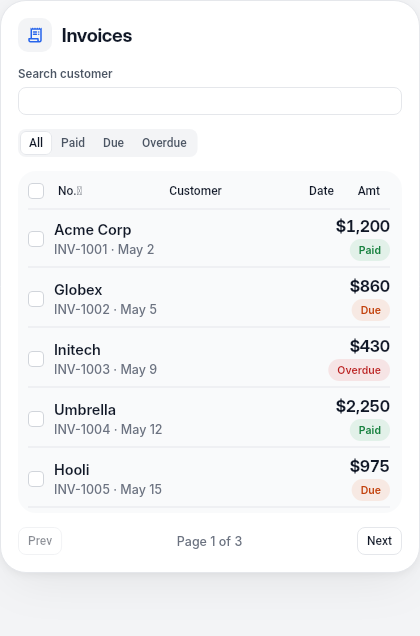 Invoices
Search customer
All Paid Due Overdue
No. Customer Date Amt
Acme Corp $1,200
INV-1001 · May 2 Paid
Globex $860
INV-1002 · May 5 Due
Initech $430
INV-1003 · May 9 Overdue
Umbrella $2,250
INV-1004 · May 12 Paid
Hooli $975
INV-1005 · May 15 Due
Prev Page 1 of 3 Next